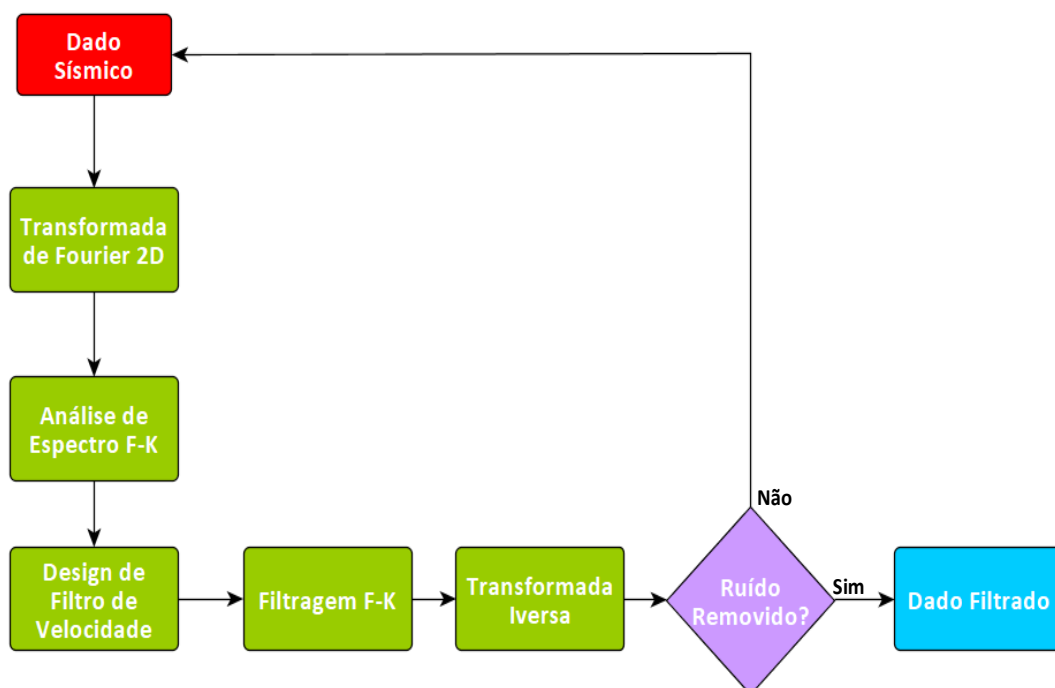 Dado
Sísmico
Transformada
de Fourier 2D
Análise de
Espectro F-K
Design de
Filtro de
Velocidade
Filtragem F-K
Transformada
Iversa
Ruído
Removido?
Não
Sim
Dado Filtrado